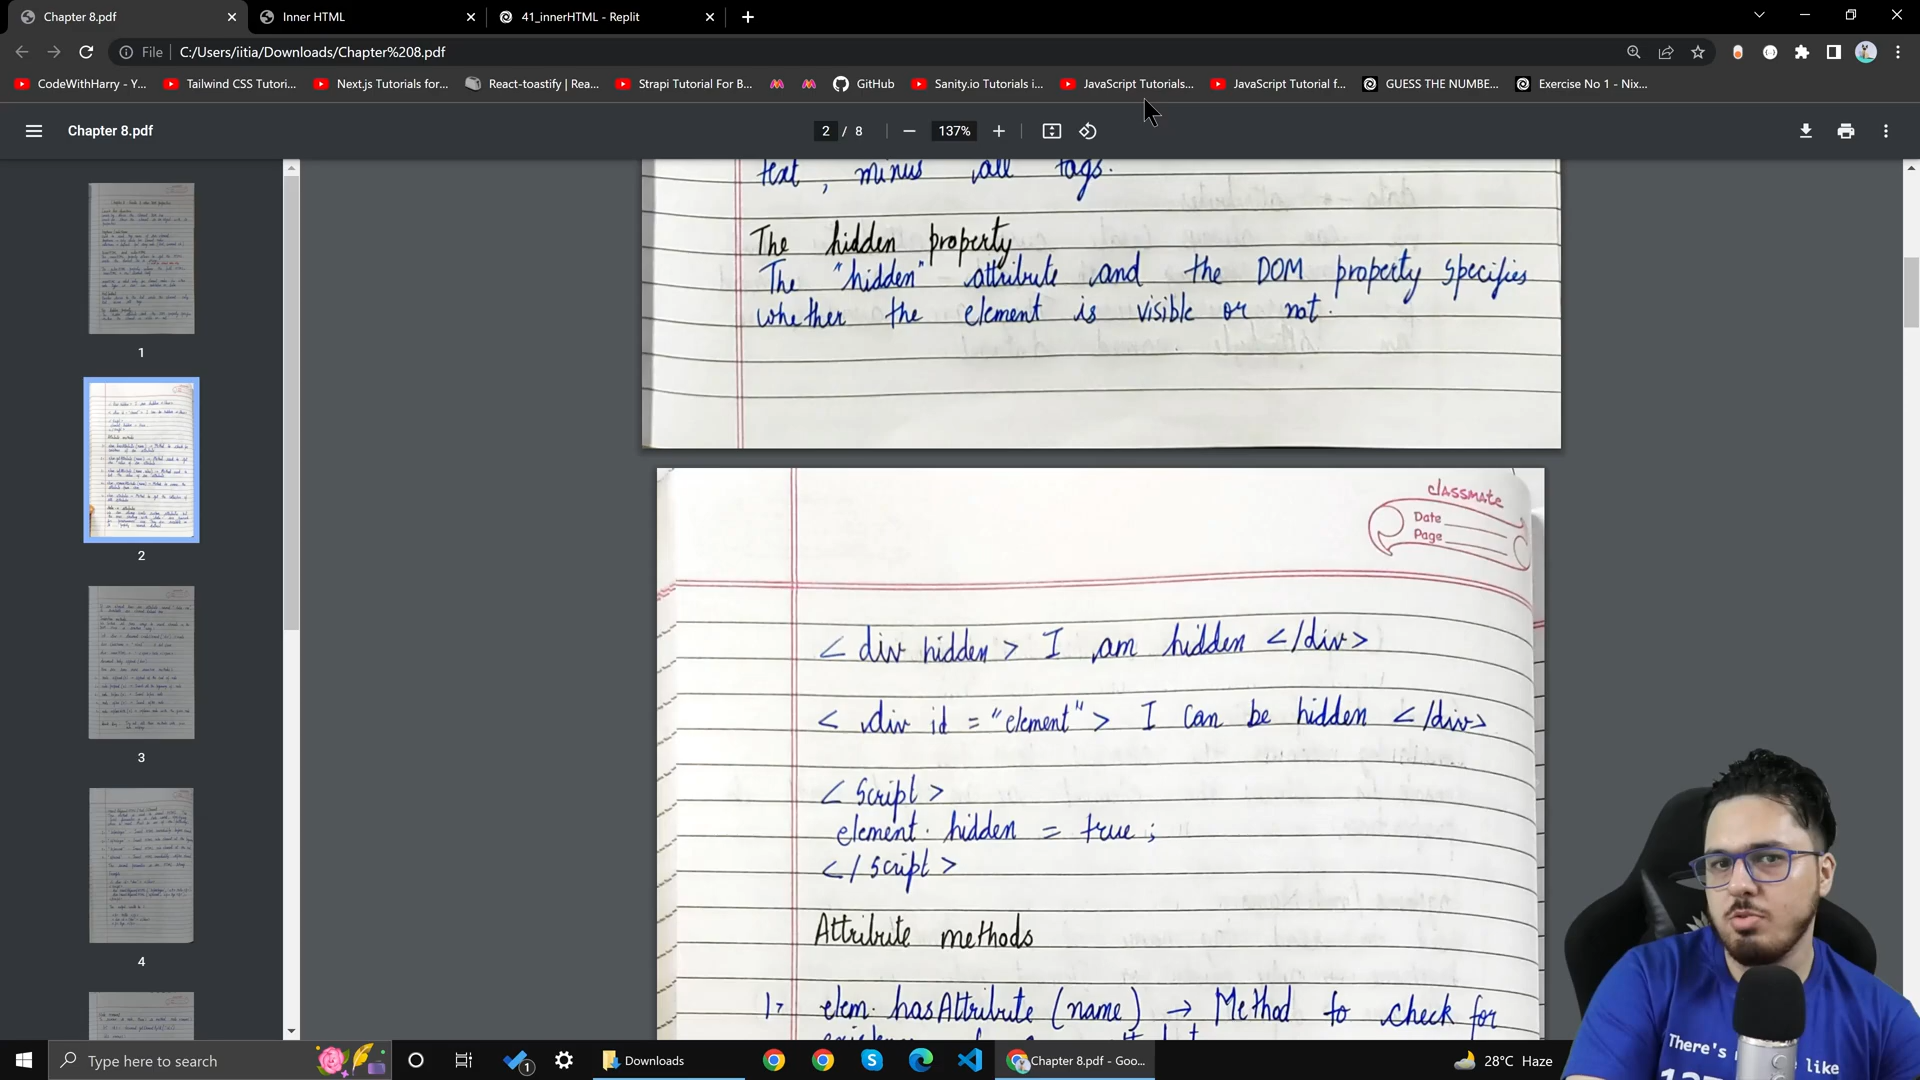 Chapter 8.pdf
Inner HTML
41_innerHTML - Replit
File
C:/Users/iitia/Downloads/Chapter%208.pdf
CodeWithHarry - Y...
Tailwind CSS Tutori...
Next.js Tutorials for...
React-toastify | Rea...
Strapi Tutorial For B...
GitHub
Sanity.io Tutorials i...
JavaScript Tutorials...
JavaScript Tutorial f...
GUESS THE NUMBE...
Exercise No 1 - Nix...
Chapter 8.pdf
2 / 8
137%
text, minus all tags.
The hidden property
The "hidden" attribute and the DOM property specifies
whether the element is visible or not.
classmate
Date
Page
<div hidden> I am hidden </div>
<div id = "element"> I can be hidden </div>
<script>
element.hidden = true;
</script>
Attribute methods
1> elem.hasAttribute (name) → Method to check for
1
2
3
4
There's
like
Type here to search
1
Downloads
Chapter 8.pdf - Goo...
28°C Haze